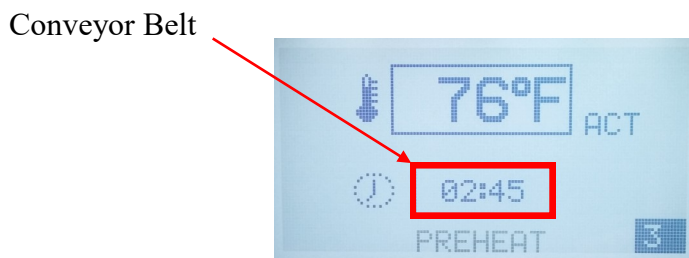 Conveyor Belt
76°F
ACT
02:45
PREHEAT
3